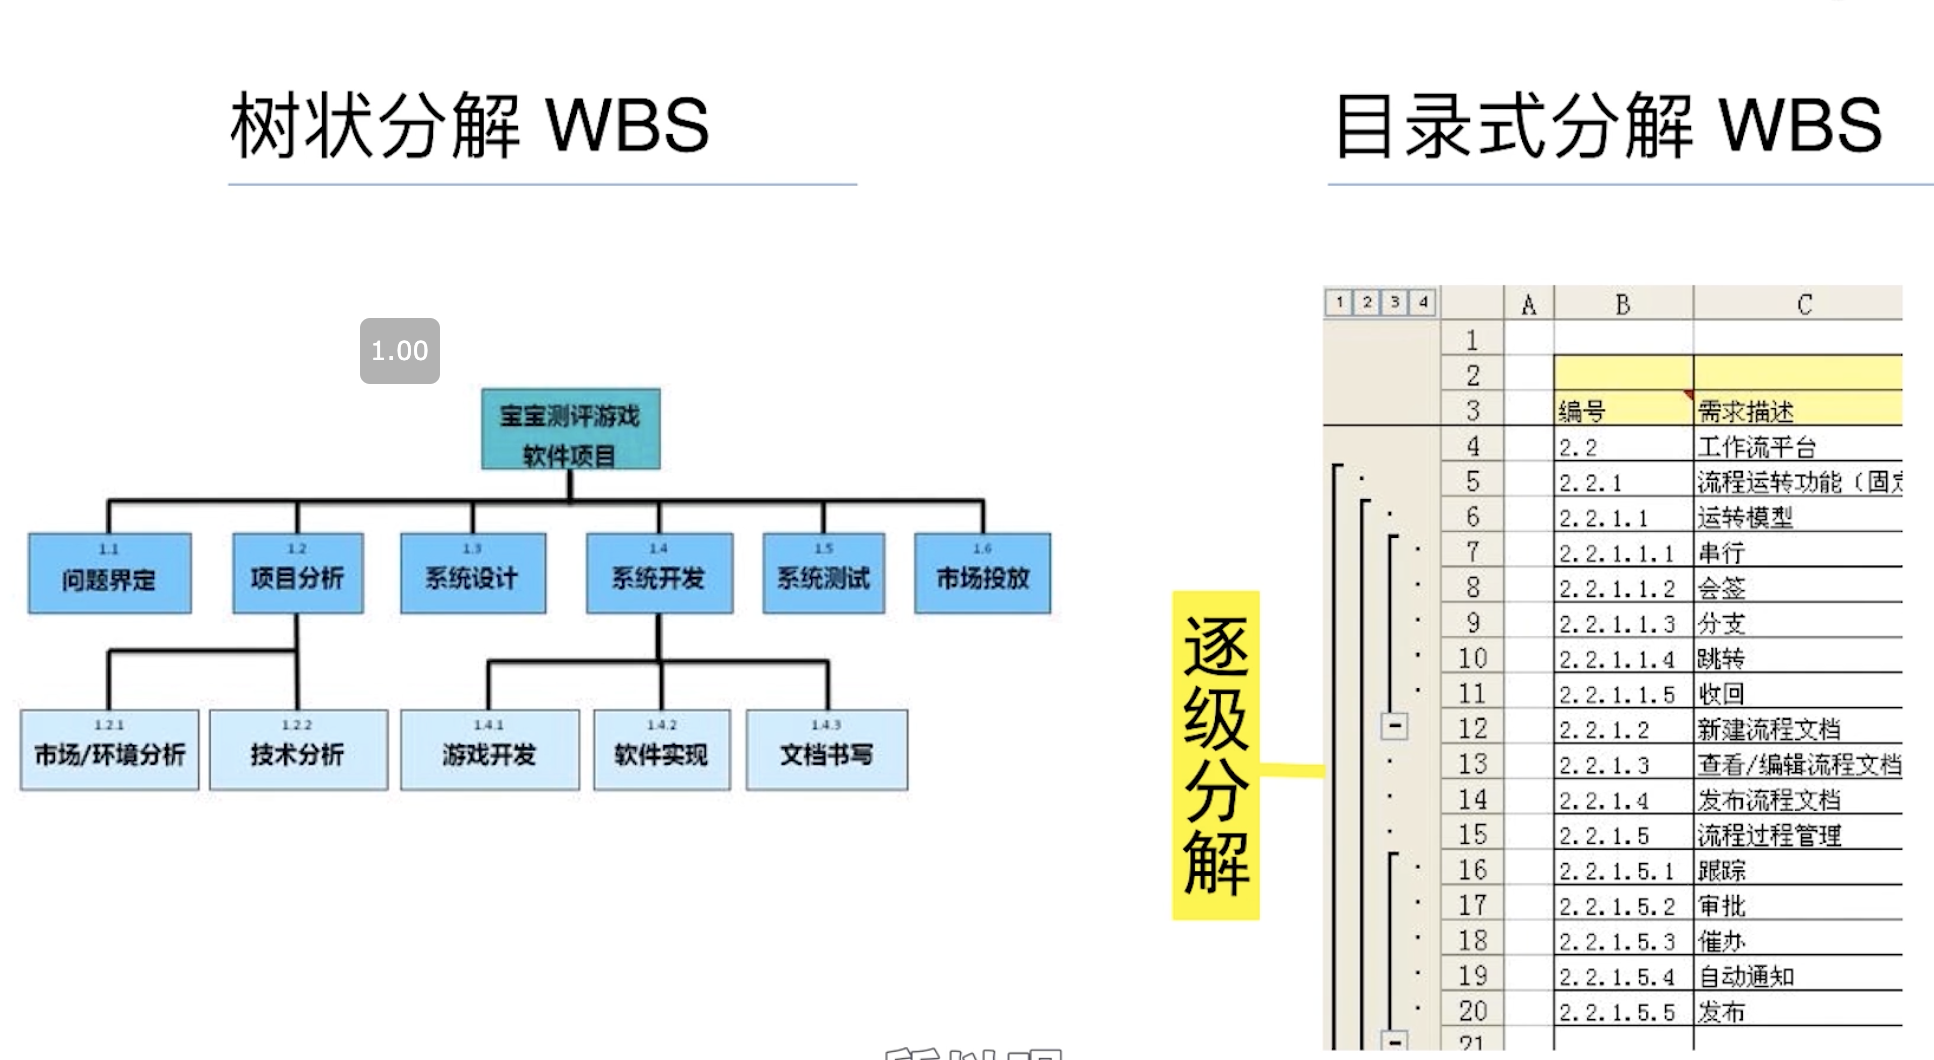 树状分解 WBS
目录式分解 WBS
1.00
宝宝测评游戏
软件项目
1.1
问题界定
1.2
项目分析
1.3
系统设计
1.4
系统开发
1.5
系统测试
1.6
市场投放
1.2.1
市场/环境分析
1.2.2
技术分析
1.4.1
游戏开发
1.4.2
软件实现
1.4.3
文档书写
逐级分解
1 2 3 4 A B C
1
2
3 编号 需求描述
4 2.2 工作流平台
5 2.2.1 流程运转功能（固定
6 2.2.1.1 运转模型
7 2.2.1.1.1 串行
8 2.2.1.1.2 会签
9 2.2.1.1.3 分支
10 2.2.1.1.4 跳转
11 2.2.1.1.5 收回
12 2.2.1.2 新建流程文档
13 2.2.1.3 查看/编辑流程文档
14 2.2.1.4 发布流程文档
15 2.2.1.5 流程过程管理
16 2.2.1.5.1 跟踪
17 2.2.1.5.2 审批
18 2.2.1.5.3 催办
19 2.2.1.5.4 自动通知
20 2.2.1.5.5 发布
21